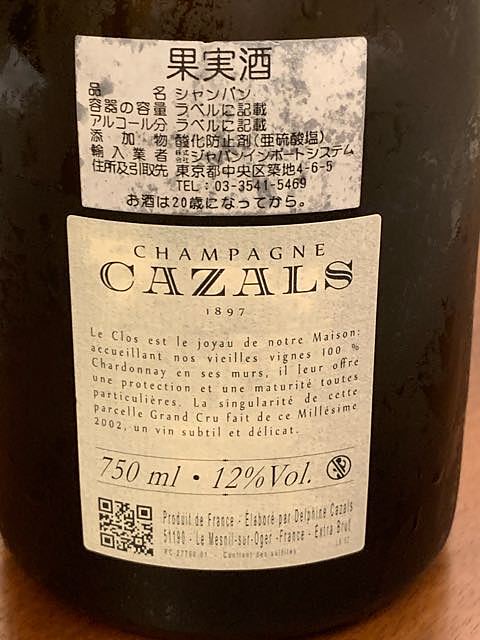 果実酒
品 名 シャンパン
容器の容量 ラベルに記載
アルコール分 ラベルに記載
添加物 酸化防止剤(亜硫酸塩)
輸入業者 株式会社ジャパンインポートシステム
住所及引取先 東京都中央区築地4-6-5
TEL:03-3541-5469
お酒は20歳になってから。
CHAMPAGNE
CAZALS
1897
Le Clos est le joyau de notre Maison:
accueillant nos vieilles vignes 100 %
Chardonnay en ses murs, il leur offre
une protection et une maturité toutes
particulières. La singularité de cette
parcelle Grand Cru fait de ce Millésime
2002, un vin subtil et délicat.
750 ml • 12%Vol.
Produit de France - Elaboré par Delphine Cazals
51190 - Le Mesnil-sur-Oger - France - Extra Brut
Contient des sulfites